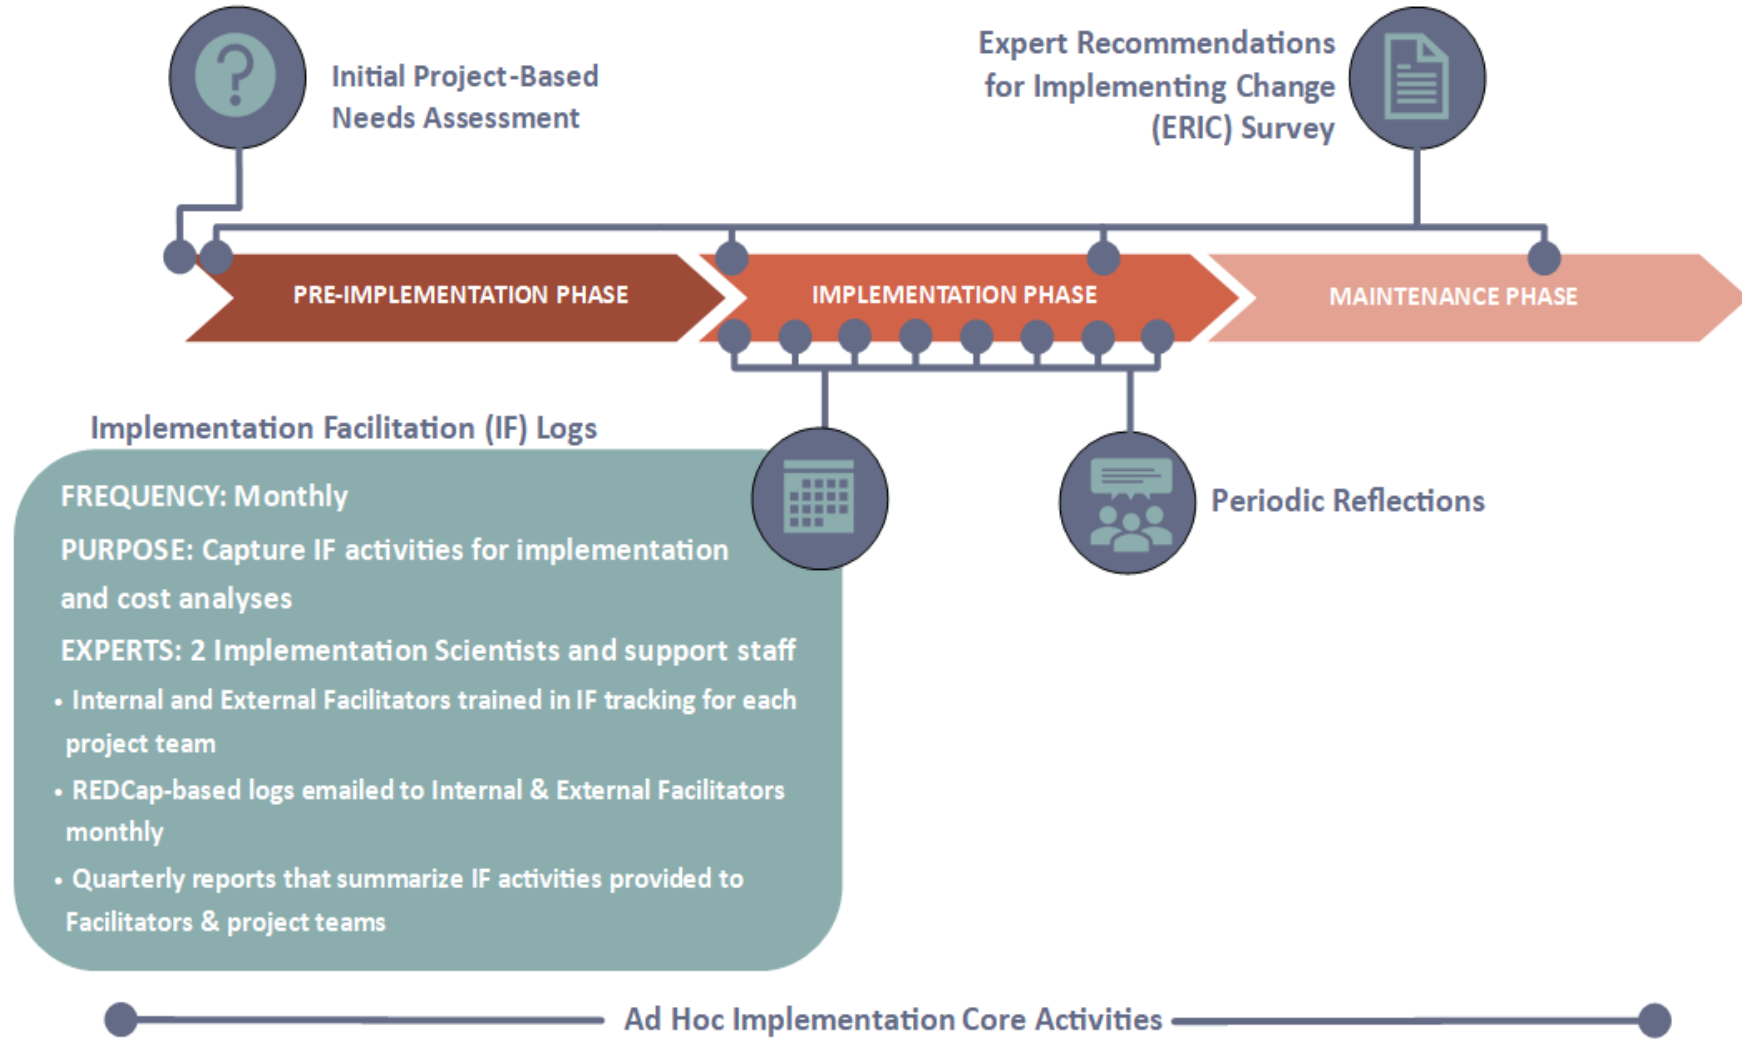 Initial Project-Based
Needs Assessment
Expert Recommendations
for Implementing Change
(ERIC) Survey
PRE-IMPLEMENTATION PHASE
IMPLEMENTATION PHASE
MAINTENANCE PHASE
Implementation Facilitation (IF) Logs
FREQUENCY: Monthly
PURPOSE: Capture IF activities for implementation
and cost analyses
EXPERTS: 2 Implementation Scientists and support staff
• Internal and External Facilitators trained in IF tracking for each
project team
• REDCap-based logs emailed to Internal & External Facilitators
monthly
• Quarterly reports that summarize IF activities provided to
Facilitators & project teams
Periodic Reflections
Ad Hoc Implementation Core Activities